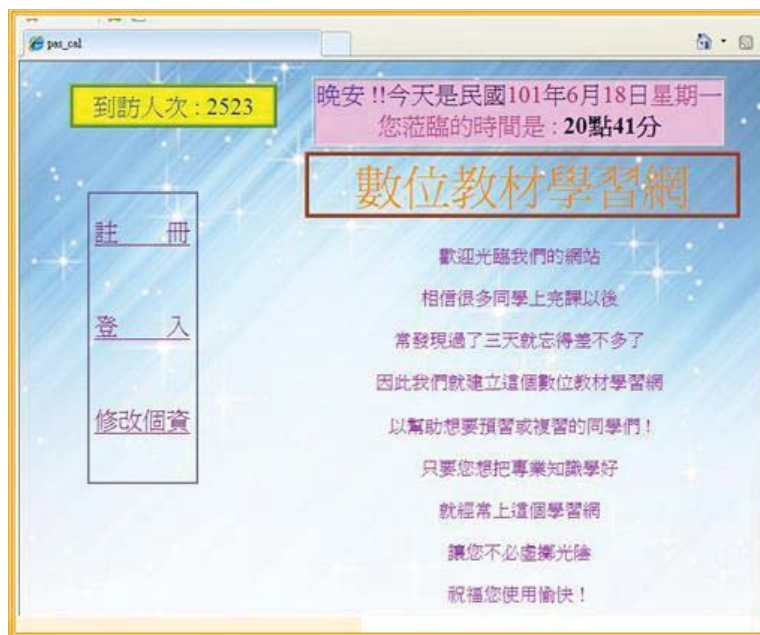 pas_cal
到訪人次 : 2523
晚安 !!今天是民國101年6月18日星期一
您蒞臨的時間是 : 20點41分
數位教材學習網
註 冊
登 入
修改個資
歡迎光臨我們的網站
相信很多同學上完課以後
常發現過了三天就忘得差不多了
因此我們就建立這個數位教材學習網
以幫助想要預習或複習的同學們！
只要您想把專業知識學好
就經常上這個學習網
讓您不必虛擲光陰
祝福您使用愉快！